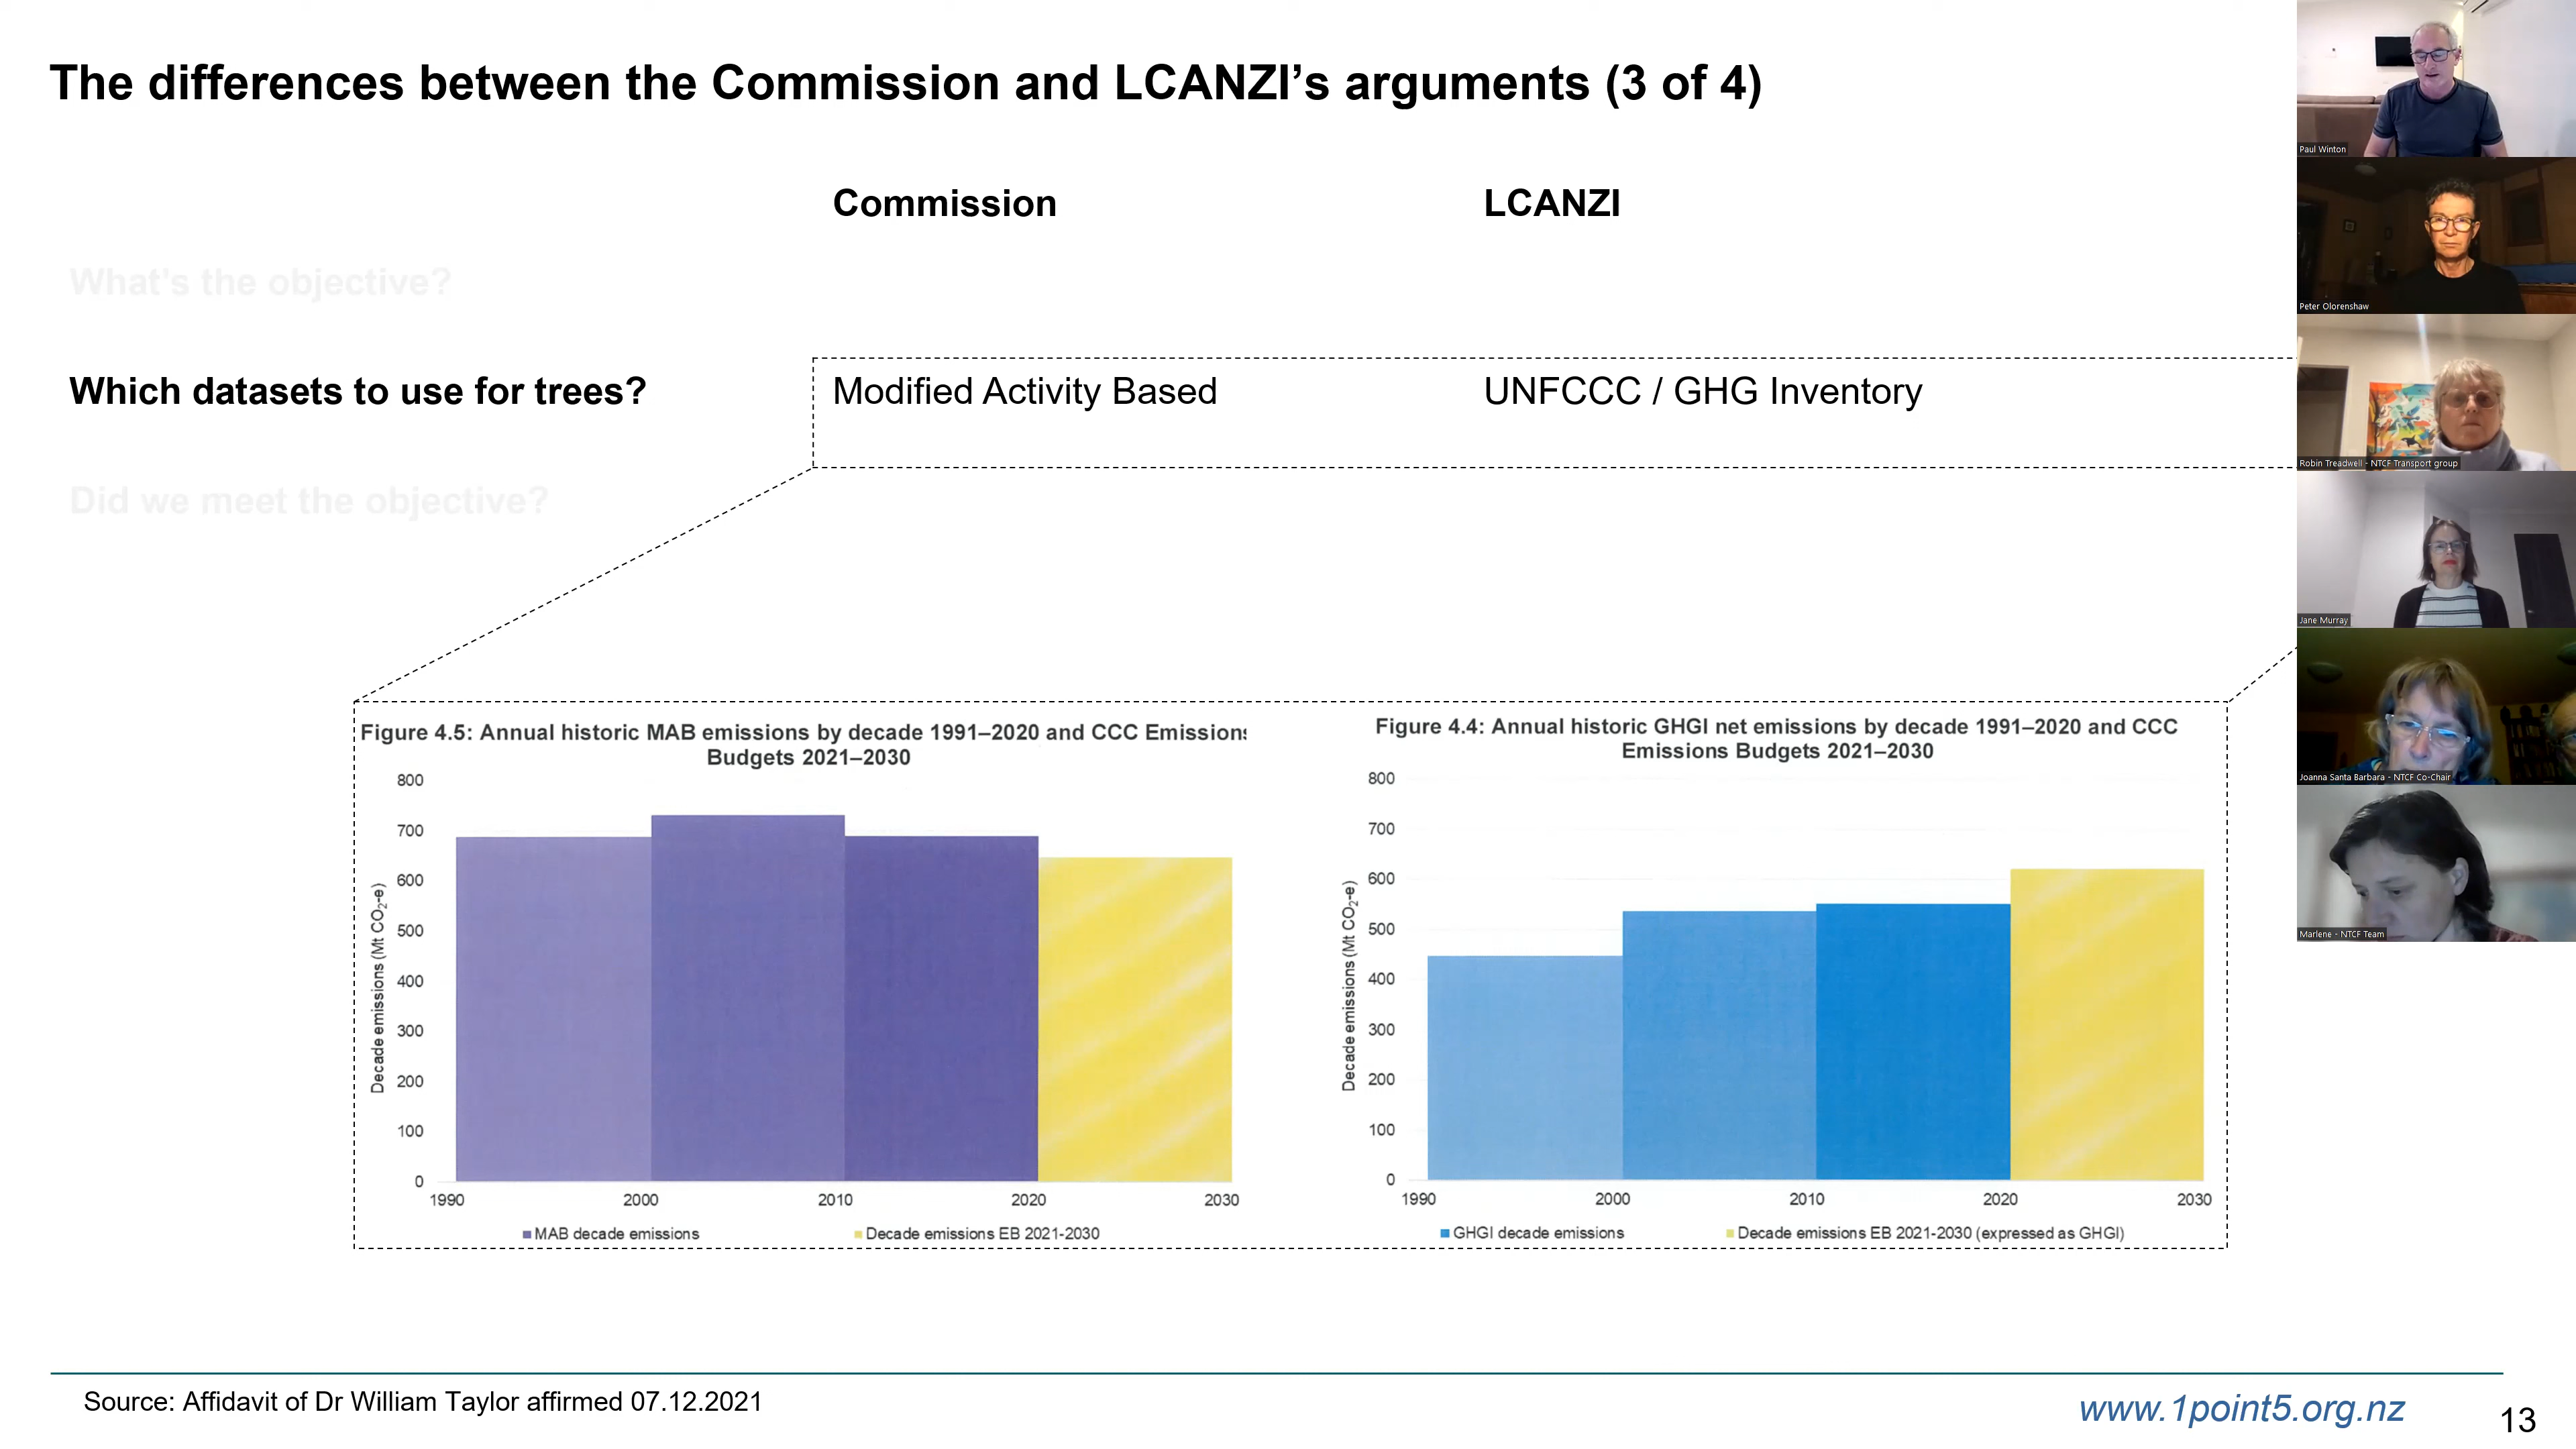 The differences between the Commission and LCANZI’s arguments (3 of 4)
Commission
LCANZI
What's the objective?
Which datasets to use for trees?
Modified Activity Based
UNFCCC / GHG Inventory
Did we meet the objective?
Figure 4.5: Annual historic MAB emissions by decade 1991–2020 and CCC Emissions
Budgets 2021–2030
800
700
600
500
400
300
200
100
0
Decade emissions (Mt CO₂-e)
1990
2000
2010
2020
2030
MAB decade emissions
Decade emissions EB 2021-2030
Figure 4.4: Annual historic GHGI net emissions by decade 1991–2020 and CCC
Emissions Budgets 2021–2030
800
700
600
500
400
300
200
100
0
Decade emissions (Mt CO₂-e)
1990
2000
2010
2020
2030
GHGI decade emissions
Decade emissions EB 2021-2030 (expressed as GHGI)
Source: Affidavit of Dr William Taylor affirmed 07.12.2021
www.1point5.org.nz
13
Paul Winton
Peter Olorenshaw
Robin Treadwell - NTCF Transport group
Jane Murray
Joanna Santa Barbara - NTCF Co-Chair
Marlene - NTCF Team